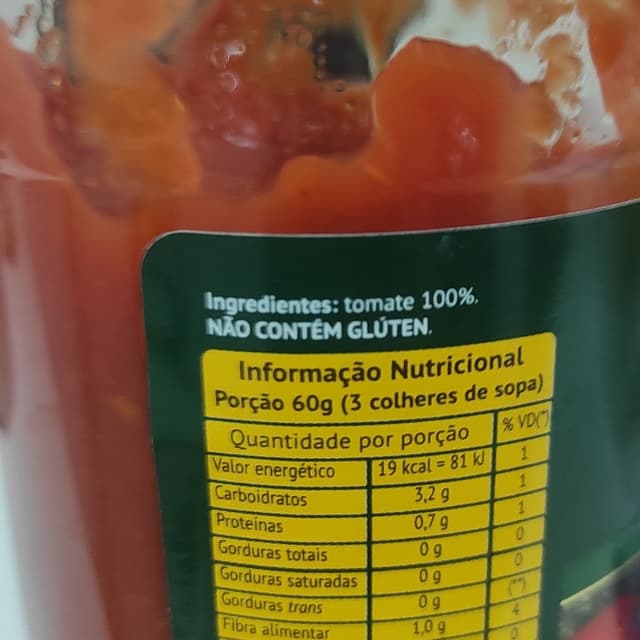 Ingredientes: tomate 100%.
NÃO CONTÉM GLÚTEN.
Informação Nutricional
Porção 60g (3 colheres de sopa)
Quantidade por porção % VD(*)
Valor energético 19 kcal = 81 kJ 1
Carboidratos 3,2 g 1
Proteínas 0,7 g 1
Gorduras totais 0 g 0
Gorduras saturadas 0 g 0
Gorduras trans 0 g (**)
Fibra alimentar 1,0 g 4